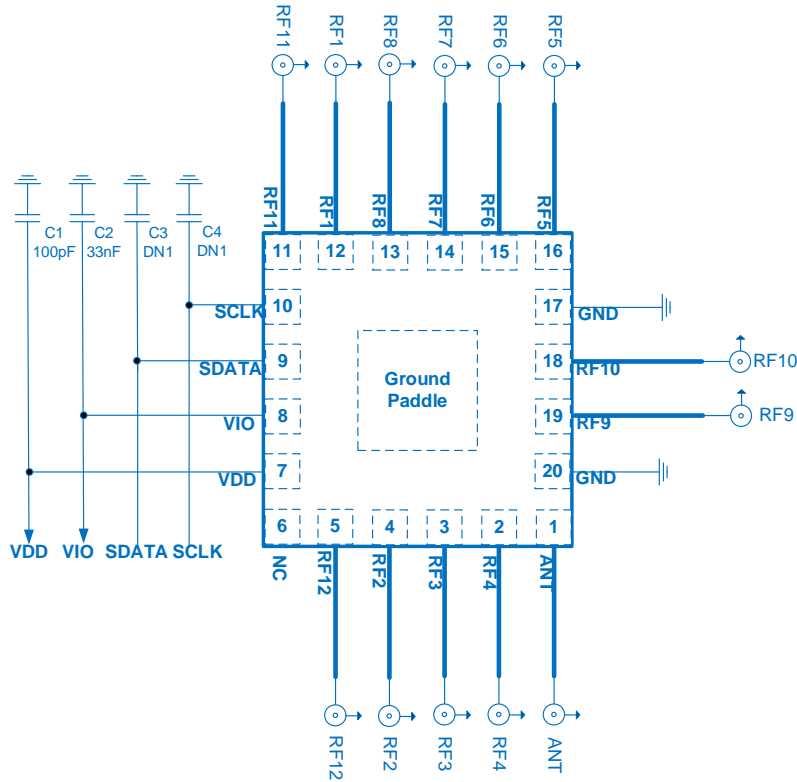 RF11
RF1
RF8
RF7
RF6
RF5
C1
100pF
C2
33nF
C3
DN1
C4
DN1
RF11
RF1
RF8
RF7
RF6
RF5
11
12
13
14
15
16
10
SCLK
17
GND
9
SDATA
18
RF10
RF10
Ground
Paddle
8
VIO
19
RF9
RF9
7
VDD
20
GND
6
5
4
3
2
1
VDD
VIO
SDATA
SCLK
NC
RF12
RF2
RF3
RF4
ANT
RF12
RF2
RF3
RF4
ANT